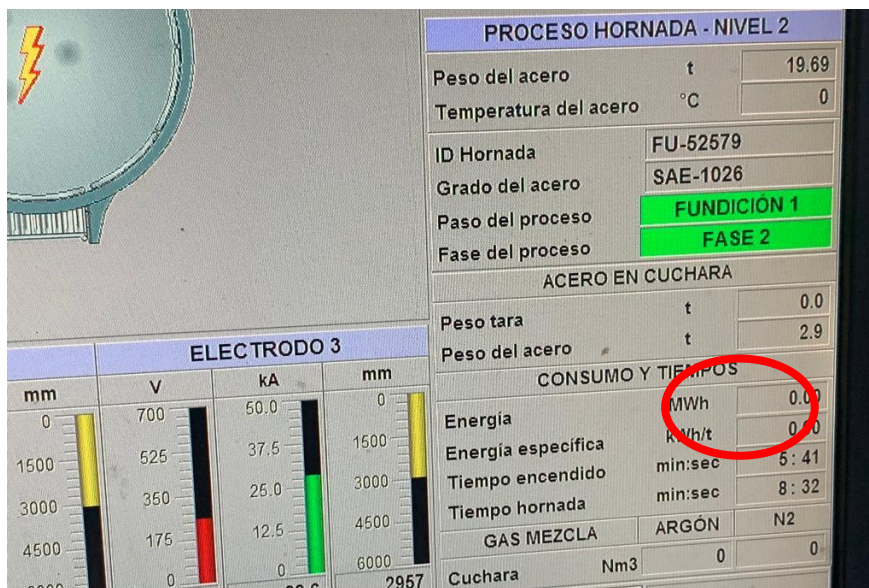 PROCESO HORNADA - NIVEL 2
Peso del acero t 19.69
Temperatura del acero °C 0
ID Hornada FU-52579
Grado del acero SAE-1026
Paso del proceso FUNDICIÓN 1
Fase del proceso FASE 2
ACERO EN CUCHARA
Peso tara t 0.0
Peso del acero t 2.9
CONSUMO Y TIEMPOS
Energía MWh 0.00
Energía específica kWh/t 0.00
Tiempo encendido min:sec 5:41
Tiempo hornada min:sec 8:32
GAS MEZCLA ARGÓN N2
Cuchara Nm3 0 0
ELECTRODO 3
mm V kA mm
0 700 50.0 0
1500 525 37.5 1500
3000 350 25.0 3000
4500 175 12.5 4500
0 0 6000
2957